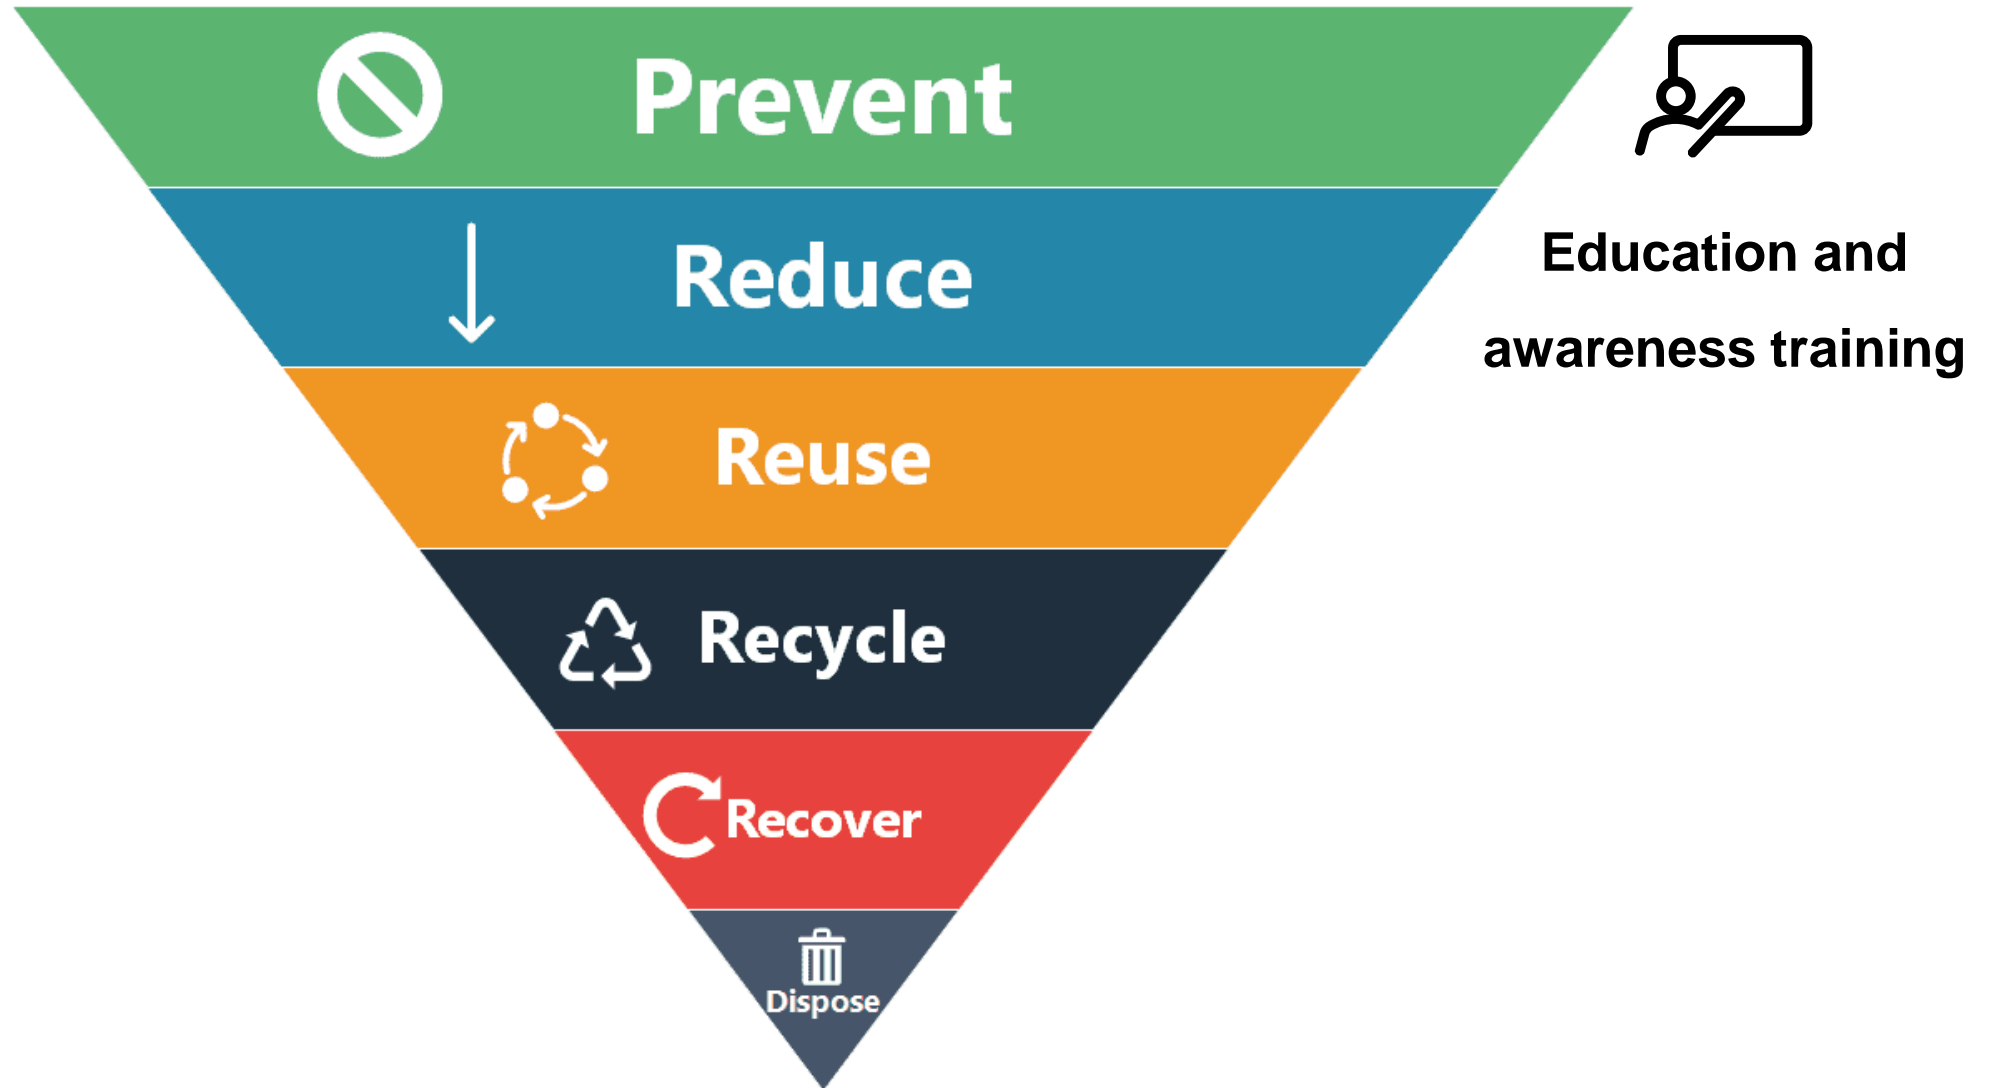 Prevent
Reduce
Reuse
Recycle
Recover
Dispose
Education and
awareness training